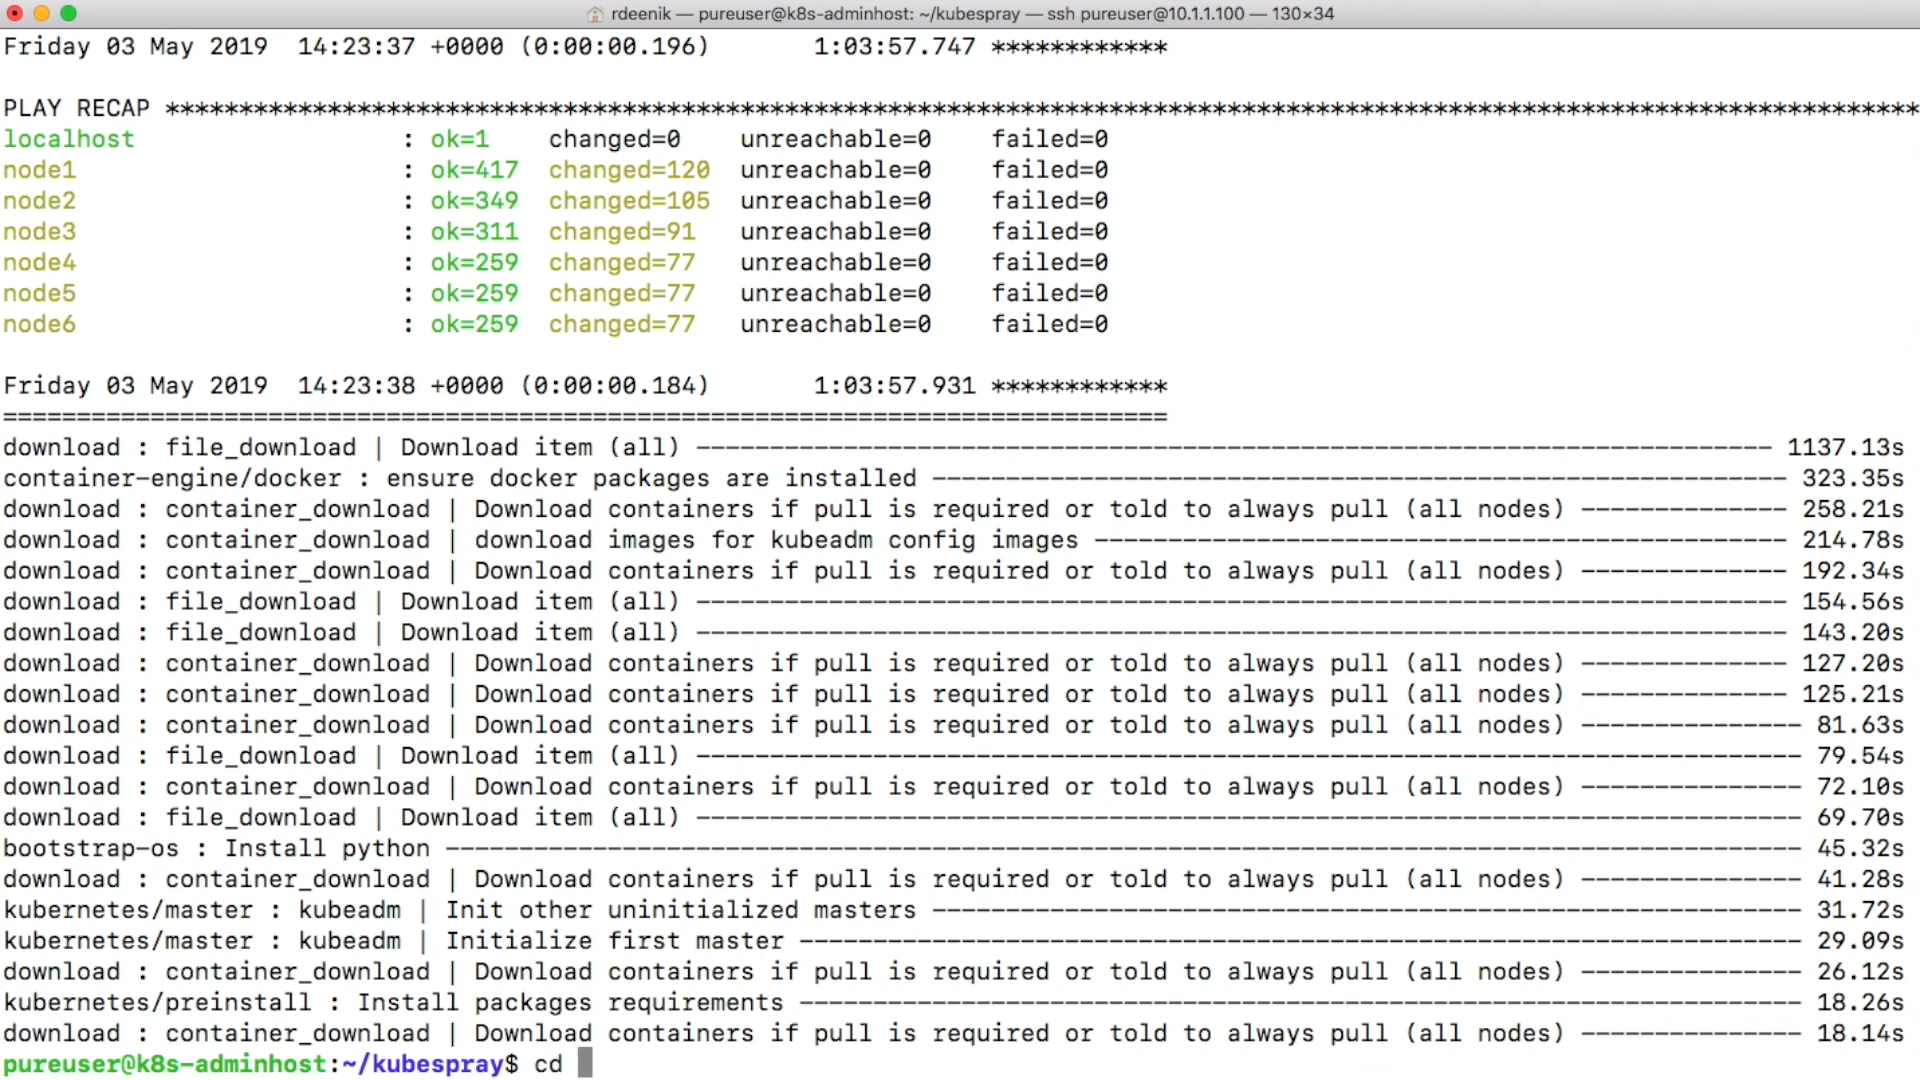 rdeenik — pureuser@k8s-adminhost: ~/kubespray — ssh pureuser@10.1.1.100 — 130×34
Friday 03 May 2019  14:23:37 +0000 (0:00:00.196)       1:03:57.747 ************
PLAY RECAP ***********************************************************************************************************************
localhost                  : ok=1    changed=0    unreachable=0    failed=0
node1                      : ok=417  changed=120  unreachable=0    failed=0
node2                      : ok=349  changed=105  unreachable=0    failed=0
node3                      : ok=311  changed=91   unreachable=0    failed=0
node4                      : ok=259  changed=77   unreachable=0    failed=0
node5                      : ok=259  changed=77   unreachable=0    failed=0
node6                      : ok=259  changed=77   unreachable=0    failed=0
Friday 03 May 2019  14:23:38 +0000 (0:00:00.184)       1:03:57.931 ************
===============================================================================
download : file_download | Download item (all) ------------------------------------------------------------------------- 1137.13s
container-engine/docker : ensure docker packages are installed ---------------------------------------------------------- 323.35s
download : container_download | Download containers if pull is required or told to always pull (all nodes) -------------- 258.21s
download : container_download | download images for kubeadm config images ----------------------------------------------- 214.78s
download : container_download | Download containers if pull is required or told to always pull (all nodes) -------------- 192.34s
download : file_download | Download item (all) -------------------------------------------------------------------------- 154.56s
download : file_download | Download item (all) -------------------------------------------------------------------------- 143.20s
download : container_download | Download containers if pull is required or told to always pull (all nodes) -------------- 127.20s
download : container_download | Download containers if pull is required or told to always pull (all nodes) -------------- 125.21s
download : container_download | Download containers if pull is required or told to always pull (all nodes) --------------- 81.63s
download : file_download | Download item (all) --------------------------------------------------------------------------- 79.54s
download : container_download | Download containers if pull is required or told to always pull (all nodes) --------------- 72.10s
download : file_download | Download item (all) --------------------------------------------------------------------------- 69.70s
bootstrap-os : Install python -------------------------------------------------------------------------------------------- 45.32s
download : container_download | Download containers if pull is required or told to always pull (all nodes) --------------- 41.28s
kubernetes/master : kubeadm | Init other uninitialized masters ----------------------------------------------------------- 31.72s
kubernetes/master : kubeadm | Initialize first master -------------------------------------------------------------------- 29.09s
download : container_download | Download containers if pull is required or told to always pull (all nodes) --------------- 26.12s
kubernetes/preinstall : Install packages requirements -------------------------------------------------------------------- 18.26s
download : container_download | Download containers if pull is required or told to always pull (all nodes) --------------- 18.14s
pureuser@k8s-adminhost:~/kubespray$ cd